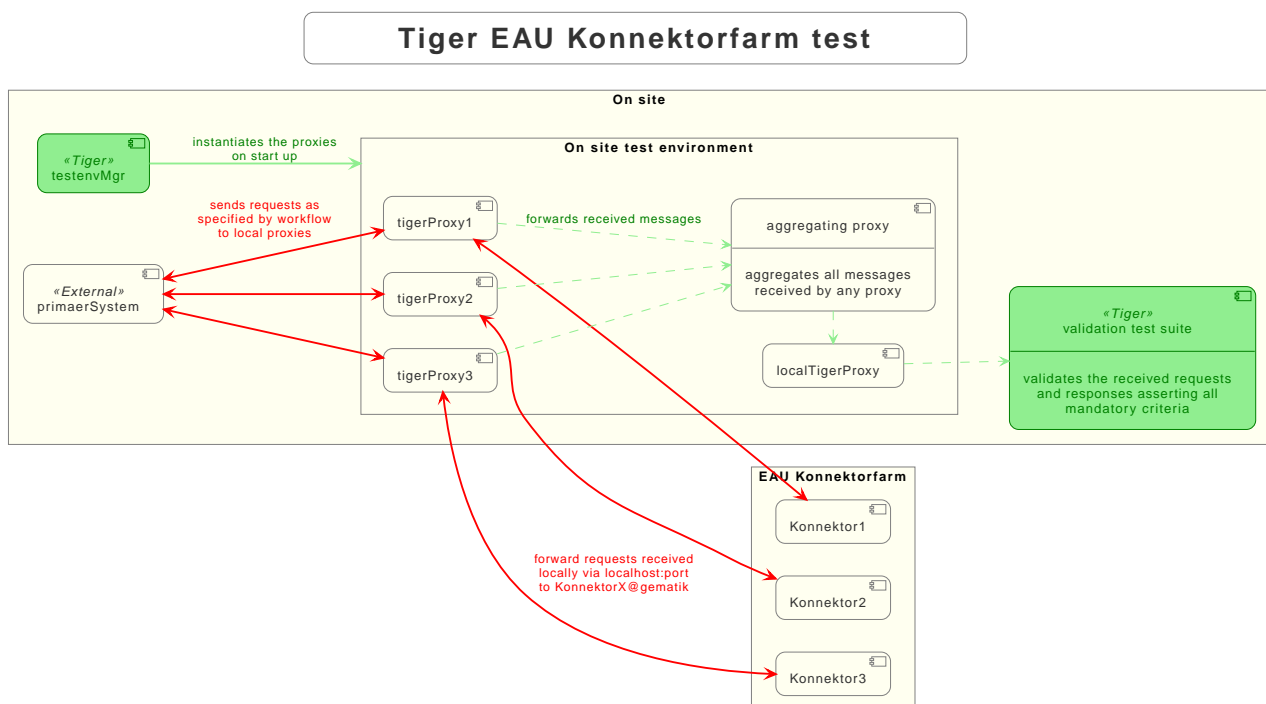 Tiger EAU Konnektorfarm test
On site
«Tiger»
testenvMgr
instantiates the proxies
on start up
On site test environment
sends requests as
specified by workflow
to local proxies
tigerProxy1
forwards received messages
aggregating proxy
aggregates all messages
received by any proxy
«External»
primaerSystem
tigerProxy2
tigerProxy3
localTigerProxy
«Tiger»
validation test suite
validates the received requests
and responses asserting all
mandatory criteria
EAU Konnektorfarm
Konnektor1
forward requests received
locally via localhost:port
to KonnektorX@gematik
Konnektor2
Konnektor3